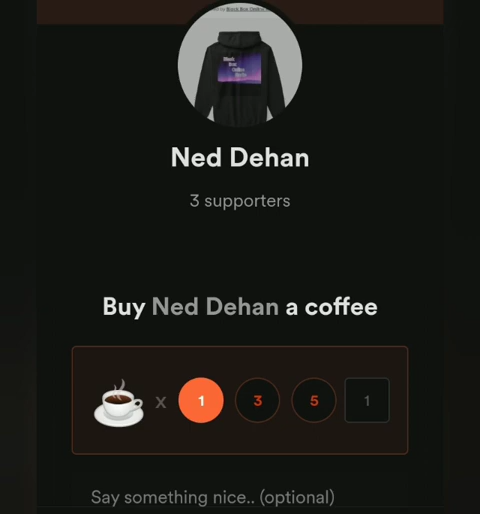 Ned Dehan
3 supporters
Buy Ned Dehan a coffee
x 1 3 5 1
Say something nice.. (optional)